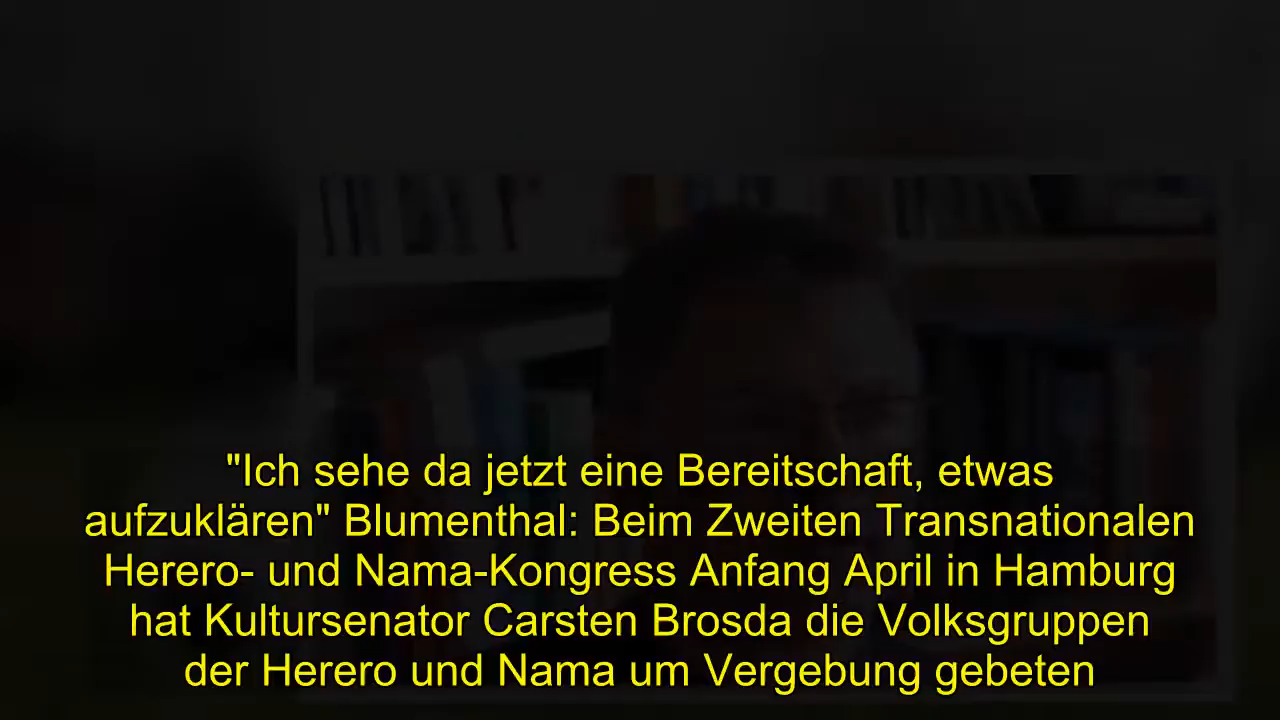 "Ich sehe da jetzt eine Bereitschaft, etwas
aufzuklären" Blumenthal: Beim Zweiten Transnationalen
Herero- und Nama-Kongress Anfang April in Hamburg
hat Kultursenator Carsten Brosda die Volksgruppen
der Herero und Nama um Vergebung gebeten